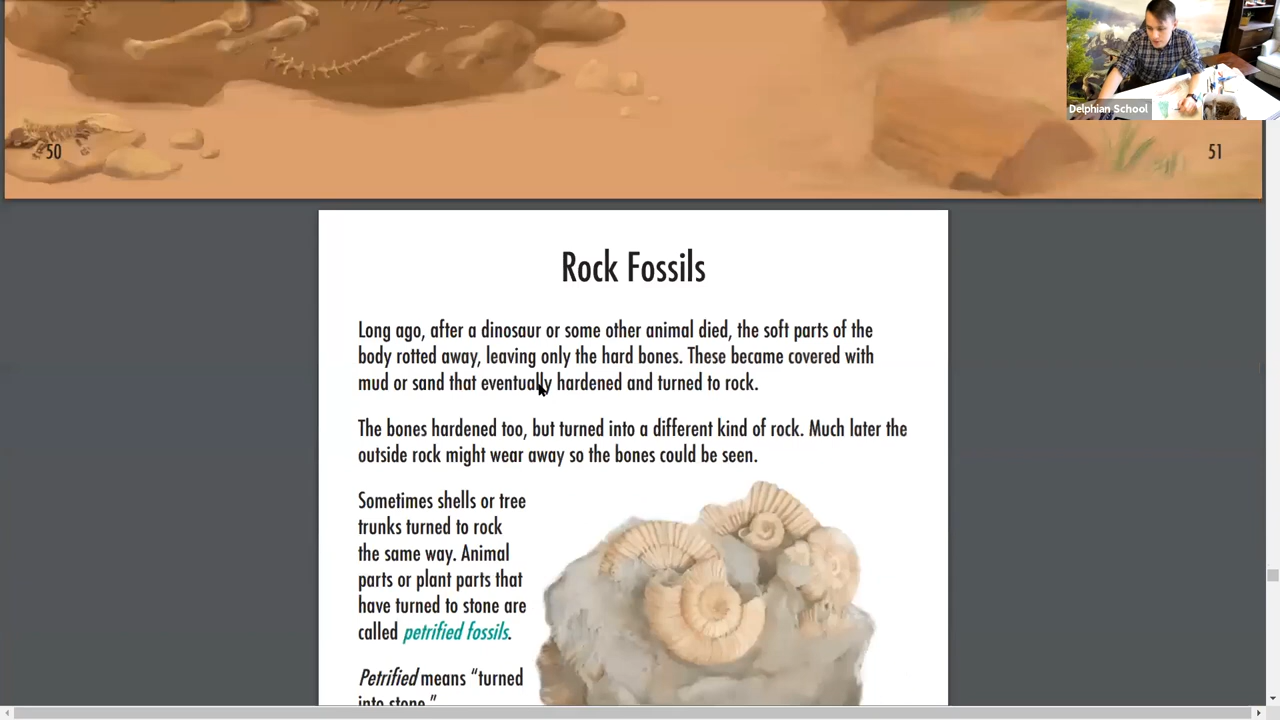 Delphian School
50
51
Rock Fossils
Long ago, after a dinosaur or some other animal died, the soft parts of the
body rotted away, leaving only the hard bones. These became covered with
mud or sand that eventually hardened and turned to rock.
The bones hardened too, but turned into a different kind of rock. Much later the
outside rock might wear away so the bones could be seen.
Sometimes shells or tree
trunks turned to rock
the same way. Animal
parts or plant parts that
have turned to stone are
called petrified fossils.
Petrified means “turned
into stone.”